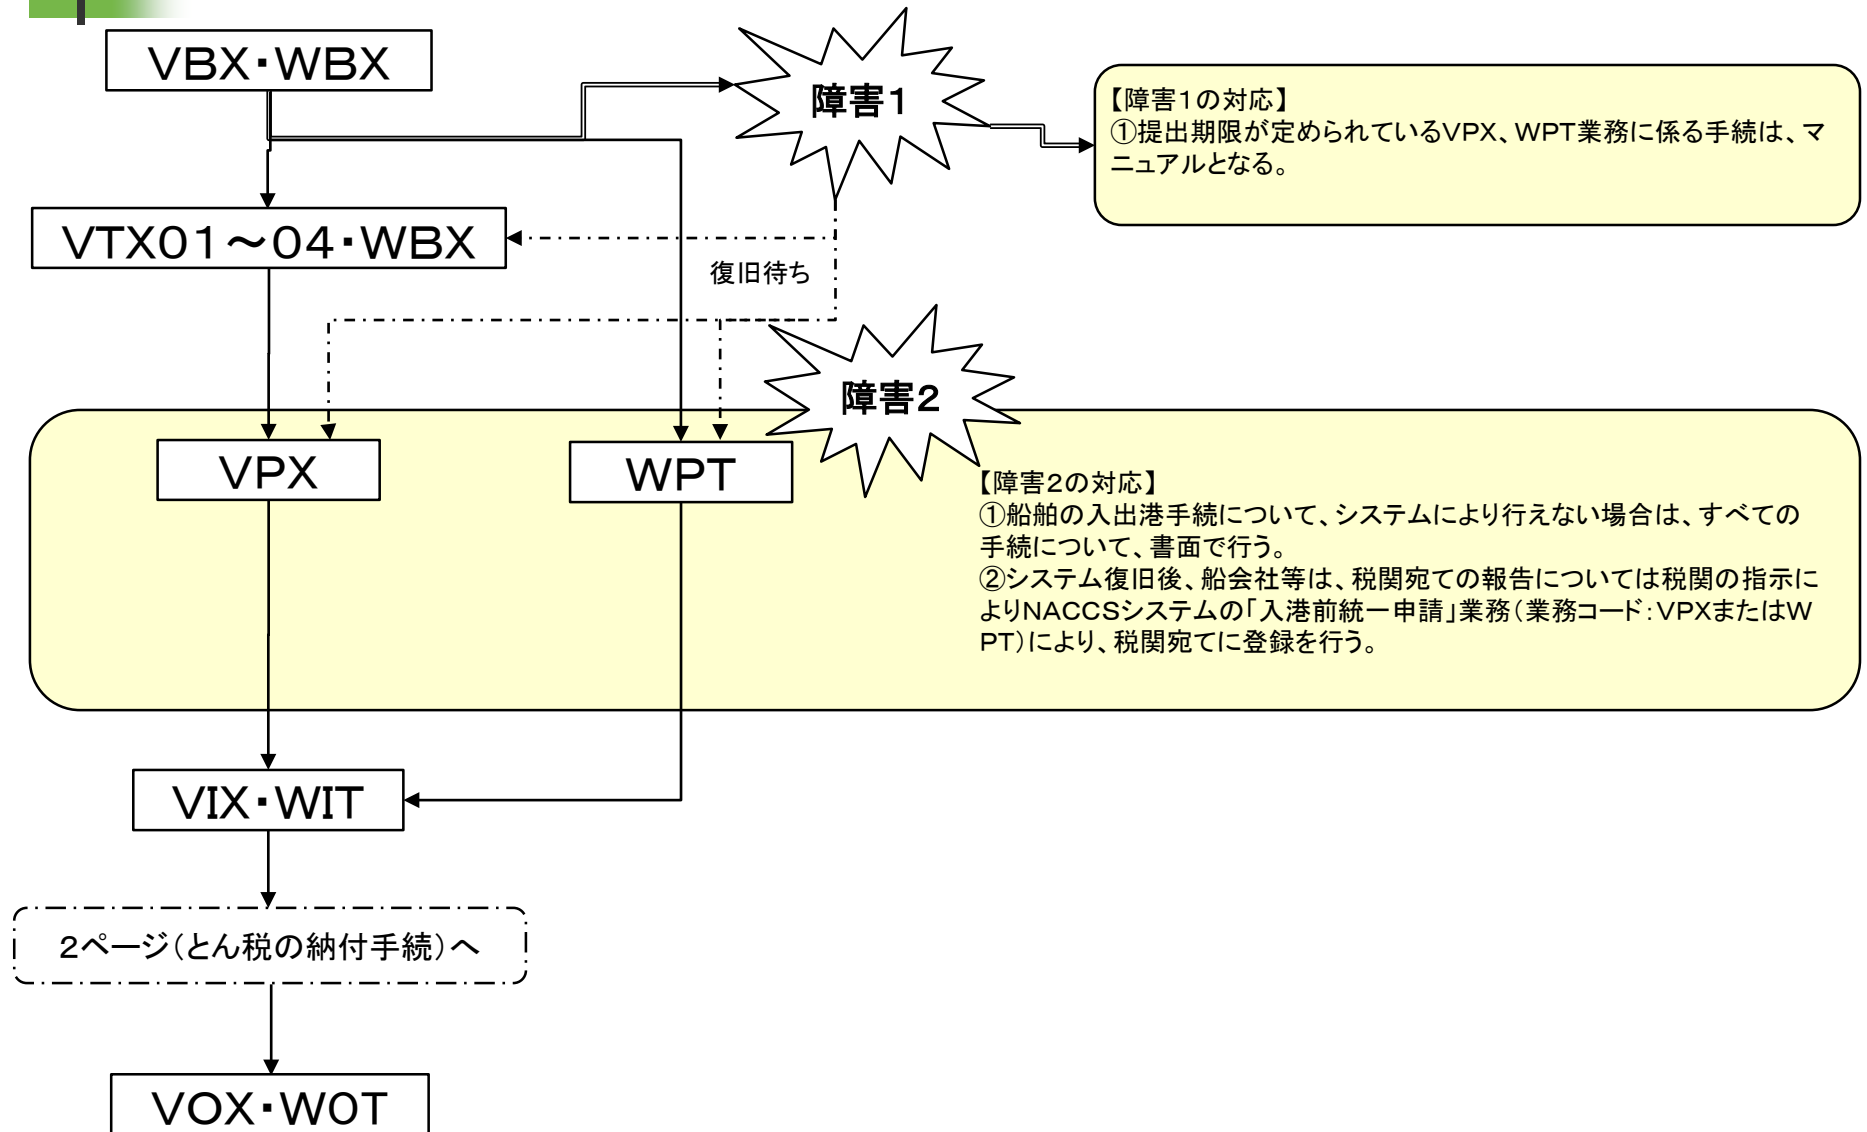 VBX・WBX
障害1
【障害1の対応】
①提出期限が定められているVPX、WPT業務に係る手続は、マ
ニュアルとなる。
VTX01～04・WBX
復旧待ち
障害2
VPX
WPT
【障害2の対応】
①船舶の入出港手続について、システムにより行えない場合は、すべての
手続について、書面で行う。
②システム復旧後、船会社等は、税関宛ての報告については税関の指示に
よりNACCSシステムの「入港前統一申請」業務（業務コード：VPXまたはW
PT）により、税関宛てに登録を行う。
VIX・WIT
2ページ（とん税の納付手続）へ
VOX・W0T